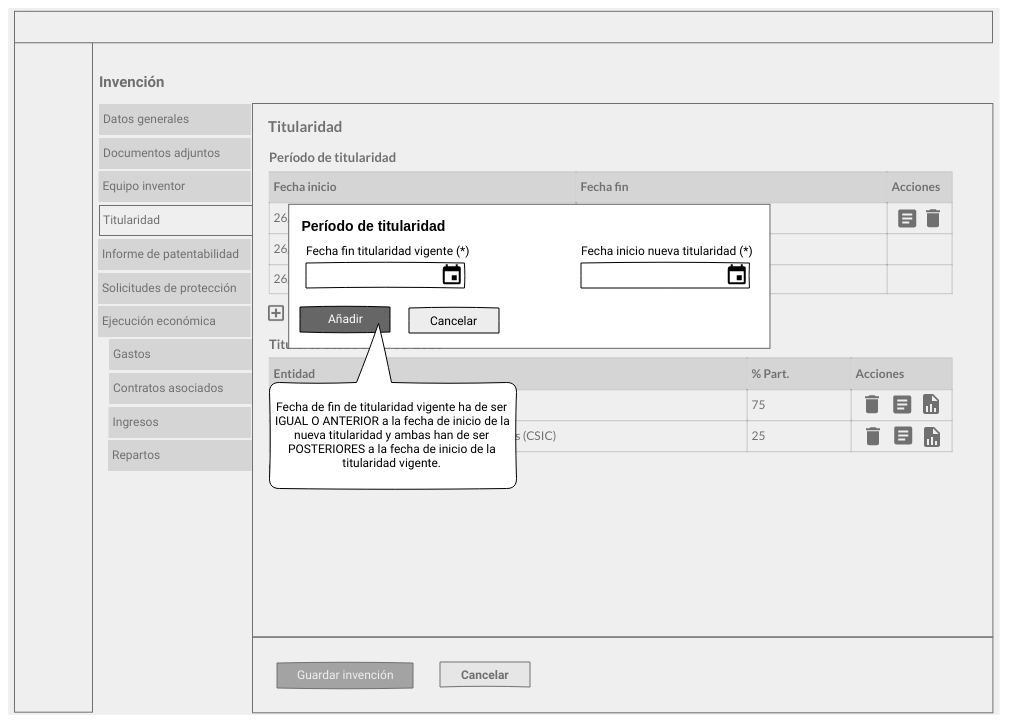 Invención
Datos generales
Documentos adjuntos
Equipo inventor
Titularidad
Informe de patentabilidad
Solicitudes de protección
Ejecución económica
Gastos
Contratos asociados
Ingresos
Repartos
Titularidad
Período de titularidad
Fecha inicio Fecha fin Acciones
26
26
26
Período de titularidad
Fecha fin titularidad vigente (*) Fecha inicio nueva titularidad (*)
Añadir Cancelar
Entidad % Part. Acciones
75
(CSIC) 25
Fecha de fin de titularidad vigente ha de ser
IGUAL O ANTERIOR a la fecha de inicio de la
nueva titularidad y ambas han de ser
POSTERIORES a la fecha de inicio de la
titularidad vigente.
Guardar invención Cancelar